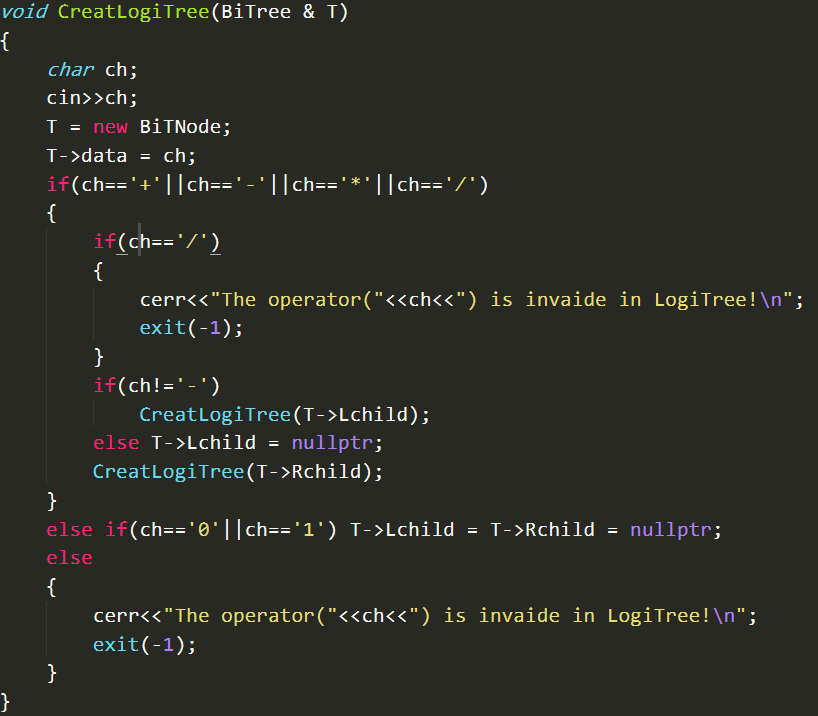 void CreatLogiTree(BiTree & T)
{
    char ch;
    cin>>ch;
    T = new BiTNode;
    T->data = ch;
    if(ch=='+'||ch=='-'||ch=='*'||ch=='/')
    {
        if(ch=='/')
        {
            cerr<<"The operator("<<ch<<") is invaide in LogiTree!\n";
            exit(-1);
        }
        if(ch!='-')
            CreatLogiTree(T->Lchild);
        else T->Lchild = nullptr;
        CreatLogiTree(T->Rchild);
    }
    else if(ch=='0'||ch=='1') T->Lchild = T->Rchild = nullptr;
    else
    {
        cerr<<"The operator("<<ch<<") is invaide in LogiTree!\n";
        exit(-1);
    }
}